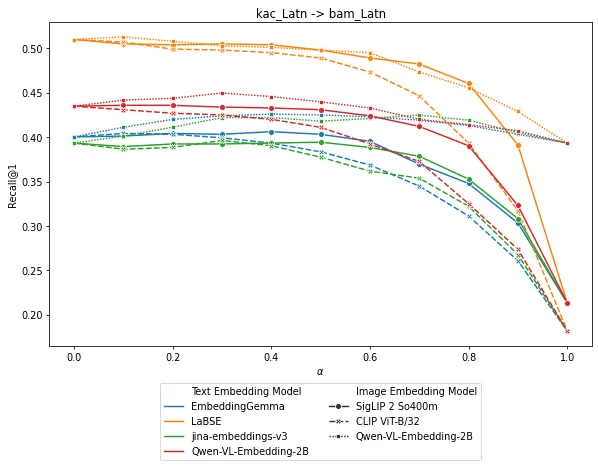 kac_Latn -> bam_Latn
Recall@1
0.50
0.45
0.40
0.35
0.30
0.25
0.20
0.0
0.2
0.4
0.6
0.8
1.0
α
Text Embedding Model
EmbeddingGemma
LaBSE
jina-embeddings-v3
Qwen-VL-Embedding-2B
Image Embedding Model
SigLIP 2 So400m
CLIP ViT-B/32
Qwen-VL-Embedding-2B